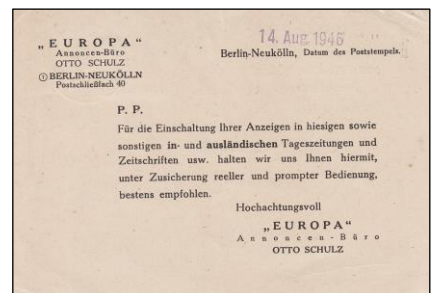 „EUROPA“
Annoncen-Büro
OTTO SCHULZ
① BERLIN-NEUKÖLLN
Postschließfach 40
14. Aug. 1946
Berlin-Neukölln, Datum des Poststempels.
P. P.
Für die Einschaltung Ihrer Anzeigen in hiesigen sowie
sonstigen in- und ausländischen Tageszeitungen und
Zeitschriften usw. halten wir uns Ihnen hiermit,
unter Zusicherung reeller und prompter Bedienung,
bestens empfohlen.
Hochachtungsvoll
„EUROPA“
Annoncen-Büro
OTTO SCHULZ